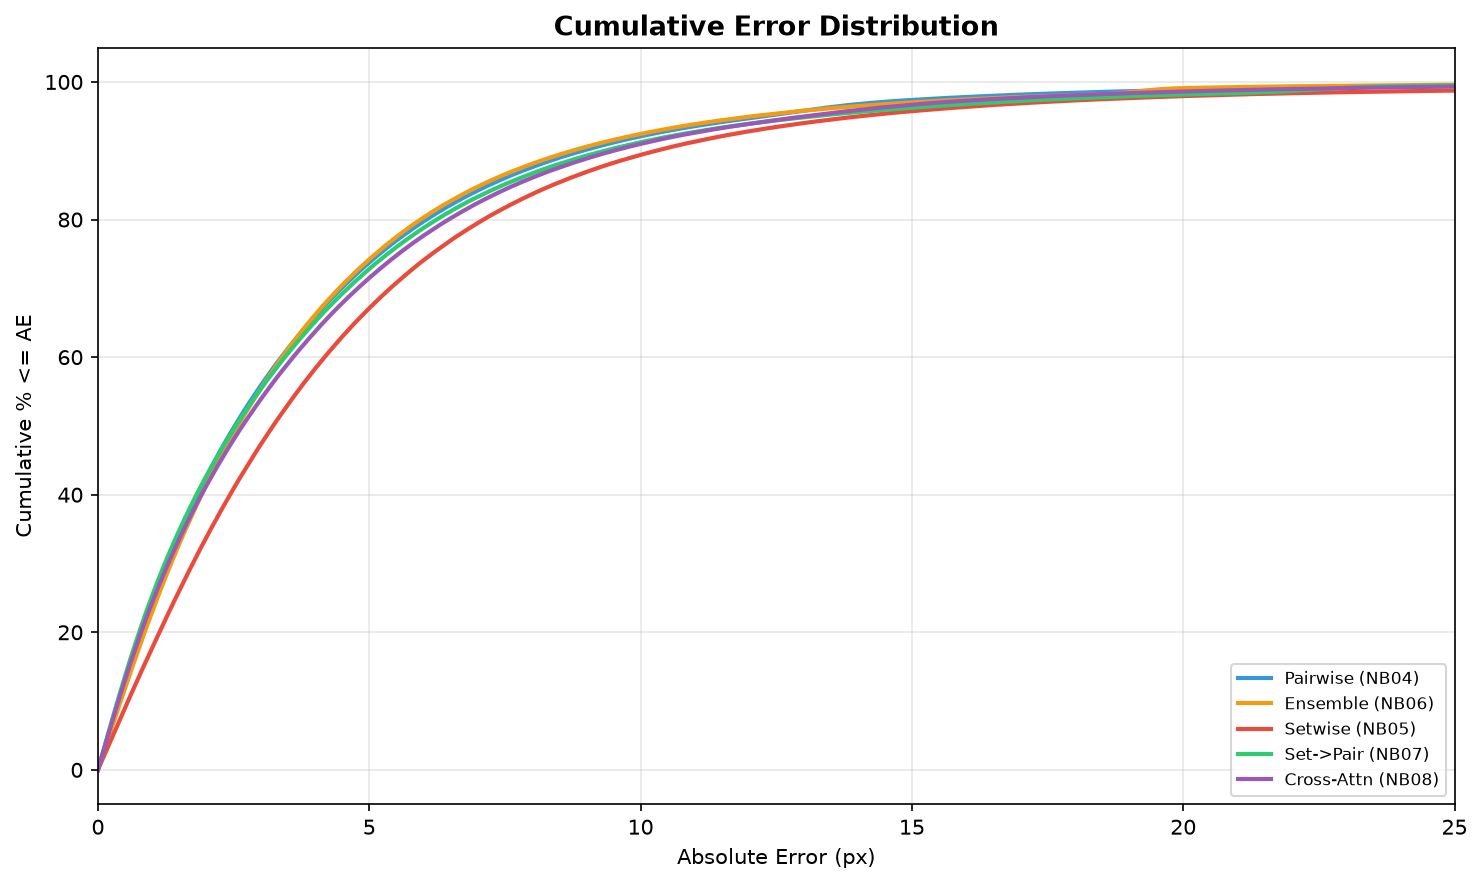 Cumulative Error Distribution
Cumulative % <= AE
100
80
60
40
20
0
0 5 10 15 20 25
Absolute Error (px)
Pairwise (NB04)
Ensemble (NB06)
Setwise (NB05)
Set->Pair (NB07)
Cross-Attn (NB08)